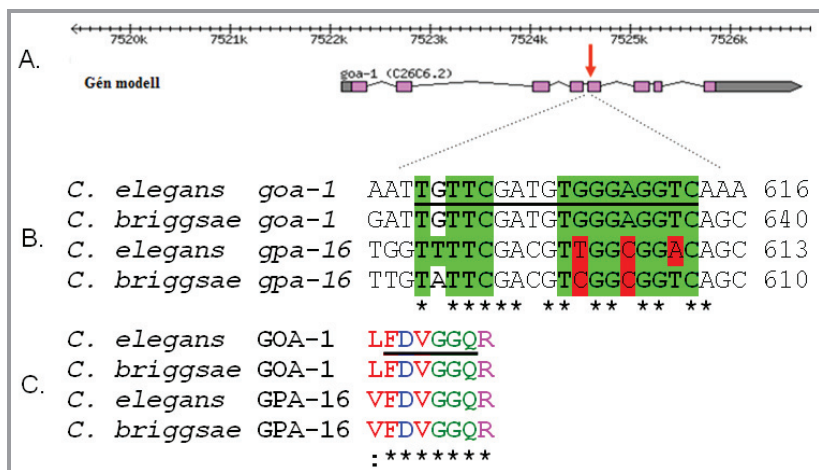 7520k 7521k 7522k 7523k 7524k 7525k 7526k
A.
goa-1 (C26C6.2)
Gén modell
C. elegans goa-1 AATTGTTCGATGTGGGAGGTCAAA 616
C. briggsae goa-1 GATTGTTCGATGTGGGAGGTCAGC 640
B.
C. elegans gpa-16 TGGTTTTCGACGTTGGCGGACAGC 613
C. briggsae gpa-16 TTGTATTCGACGTCGGCGGTCAGC 610
* **** ** ** ** **
C. elegans GOA-1 LFDVGGQR
C. briggsae GOA-1 LFDVGGQR
C.
C. elegans GPA-16 VFDVGGQR
C. briggsae GPA-16 VFDVGGQR
:*******